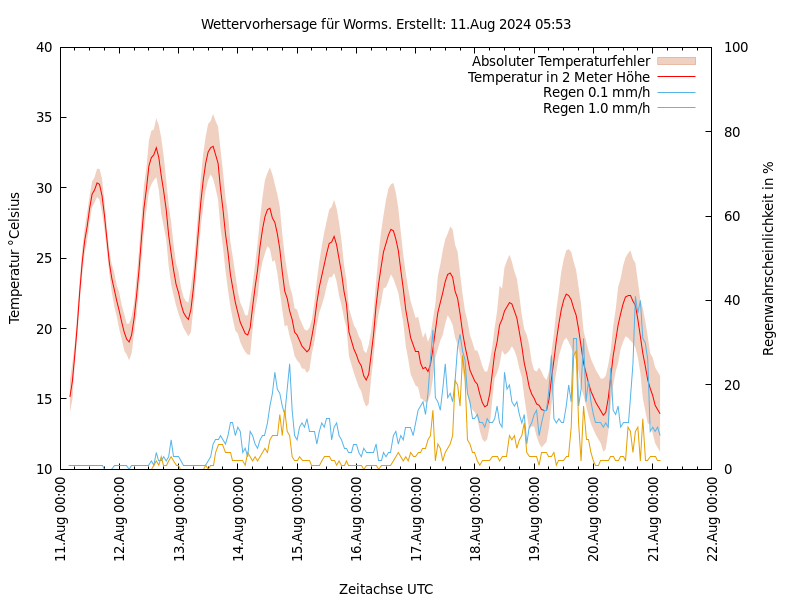 Wettervorhersage für Worms. Erstellt: 11.Aug 2024 05:53
40
35
30
25
20
15
10
Temperatur °Celsius
100
80
60
40
20
0
Regenwahrscheinlichkeit in %
Absoluter Temperaturfehler
Temperatur in 2 Meter Höhe
Regen 0.1 mm/h
Regen 1.0 mm/h
11.Aug 00:00
12.Aug 00:00
13.Aug 00:00
14.Aug 00:00
15.Aug 00:00
16.Aug 00:00
17.Aug 00:00
18.Aug 00:00
19.Aug 00:00
20.Aug 00:00
21.Aug 00:00
22.Aug 00:00
Zeitachse UTC